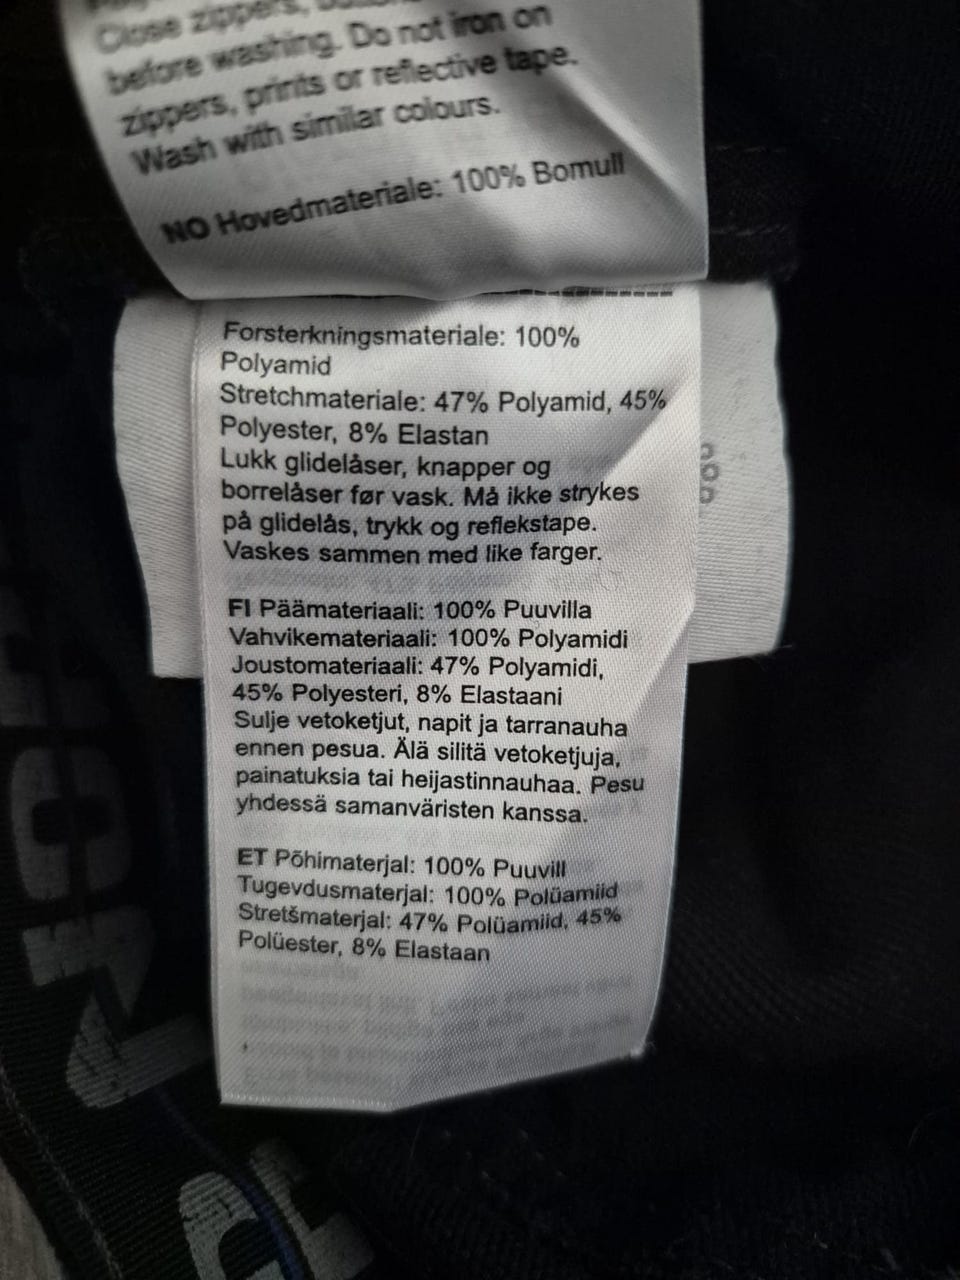 Close zippers,
before washing. Do not iron on
zippers, prints or reflective tape.
Wash with similar colours.
NO Hovedmateriale: 100% Bomull
Forsterkningsmateriale: 100%
Polyamid
Stretchmateriale: 47% Polyamid, 45%
Polyester, 8% Elastan
Lukk glidelåser, knapper og
borrelåser før vask. Må ikke strykes
på glidelås, trykk og reflekstape.
Vaskes sammen med like farger.
FI Päämateriaali: 100% Puuvilla
Vahvikemateriaali: 100% Polyamidi
Joustomateriaali: 47% Polyamidi,
45% Polyesteri, 8% Elastaani
Sulje vetoketjut, napit ja tarranauha
ennen pesua. Älä silitä vetoketjuja,
painatuksia tai heijastinnauhaa. Pesu
yhdessä samanväristen kanssa.
ET Põhimaterjal: 100% Puuvill
Tugevdusmaterjal: 100% Polüamiid
Stretšmaterjal: 47% Polüamiid, 45%
Polüester, 8% Elastaan